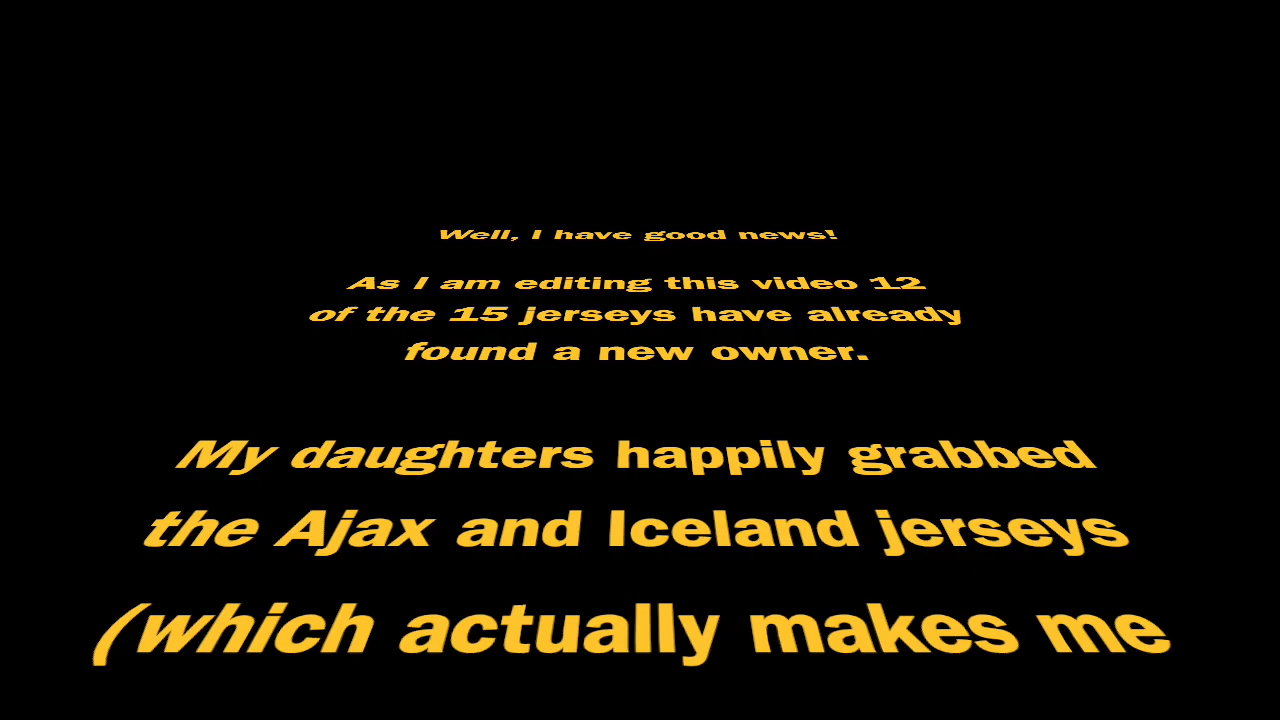 Well, I have good news!
As I am editing this video 12
of the 15 jerseys have already
found a new owner.
My daughters happily grabbed
the Ajax and Iceland jerseys
(which actually makes me